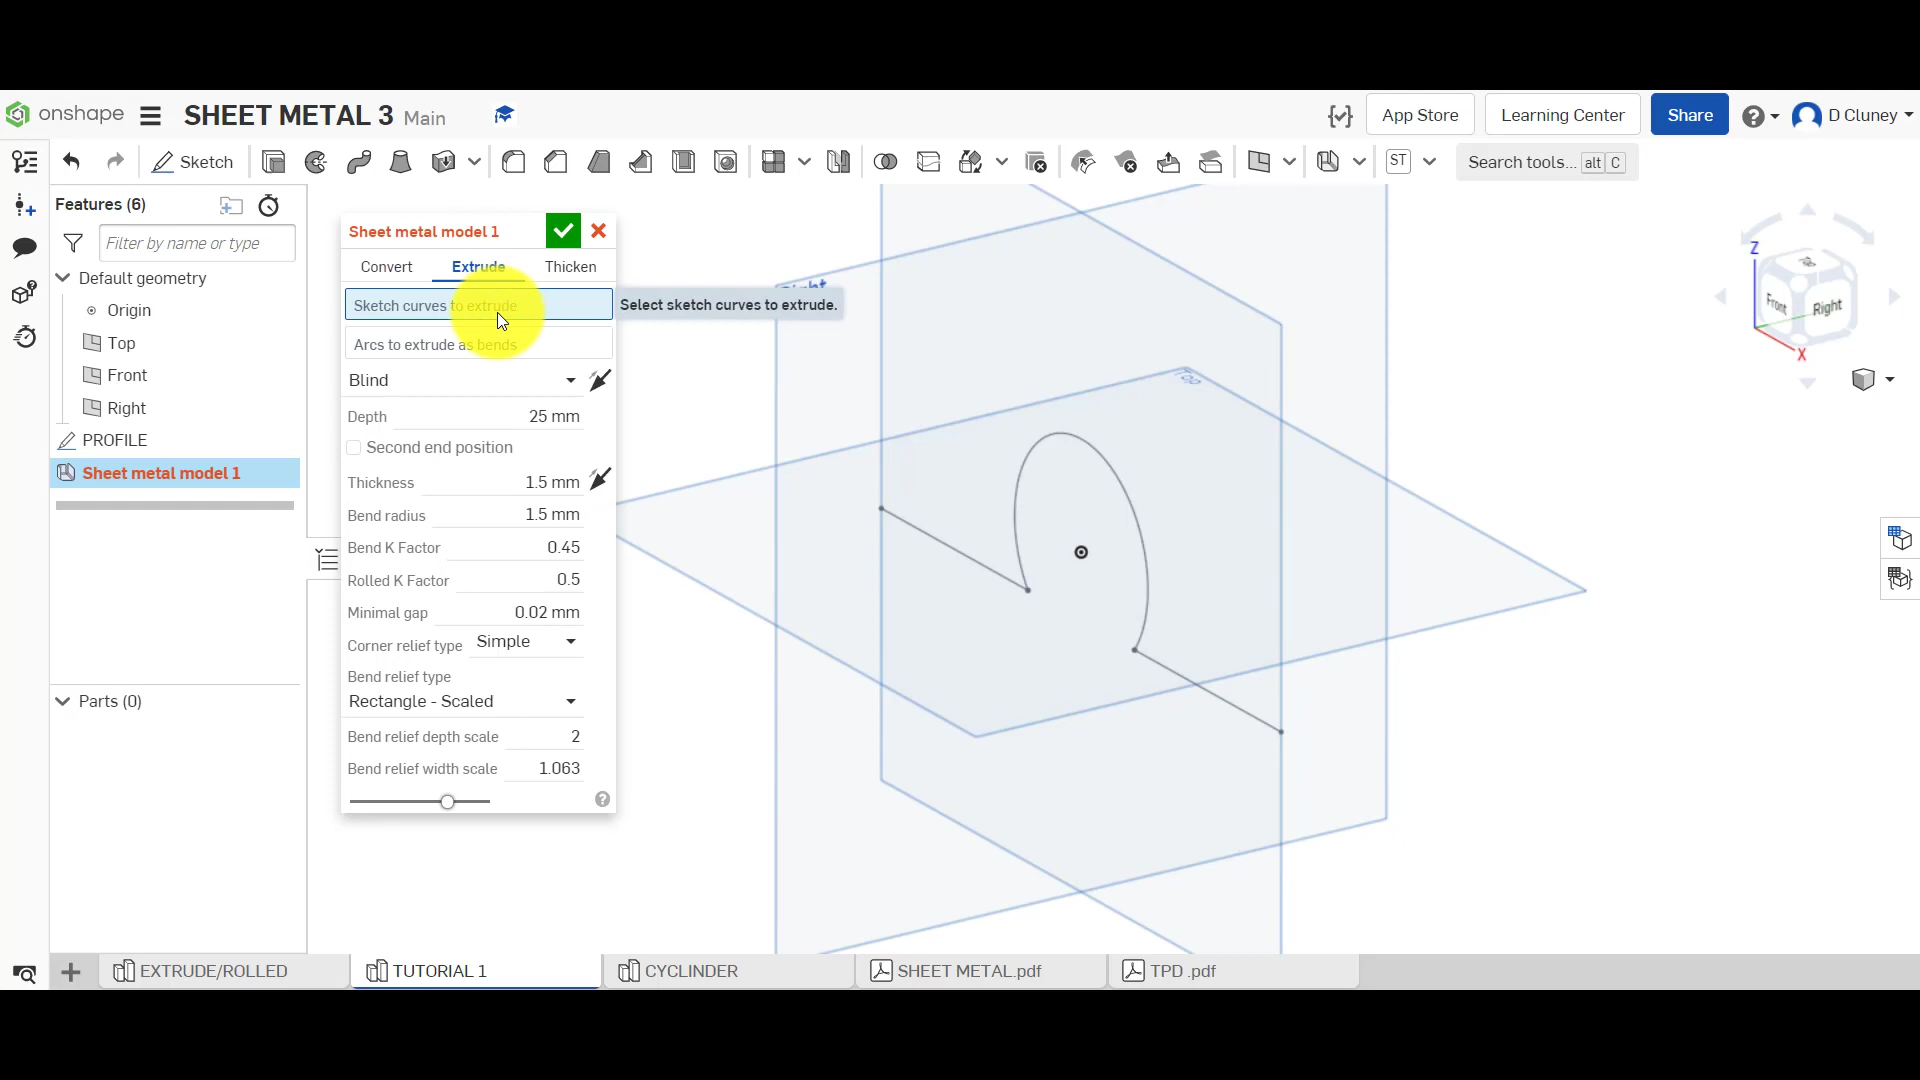 onshape
SHEET METAL 3 Main
App Store
Learning Center
Share
D Cluney
Sketch
ST
Search tools... alt C
Features (6)
Filter by name or type
Default geometry
Origin
Top
Front
Right
PROFILE
Sheet metal model 1
Parts (0)
Sheet metal model 1
Convert Extrude Thicken
Sketch curves to extrude
Select sketch curves to extrude.
Arcs to extrude as bends
Blind
Depth 25 mm
Second end position
Thickness 1.5 mm
Bend radius 1.5 mm
Bend K Factor 0.45
Rolled K Factor 0.5
Minimal gap 0.02 mm
Corner relief type Simple
Bend relief type
Rectangle - Scaled
Bend relief depth scale 2
Bend relief width scale 1.063
Right
Top
Z
Front
Right
X
EXTRUDE/ROLLED
TUTORIAL 1
CYCLINDER
SHEET METAL.pdf
TPD .pdf